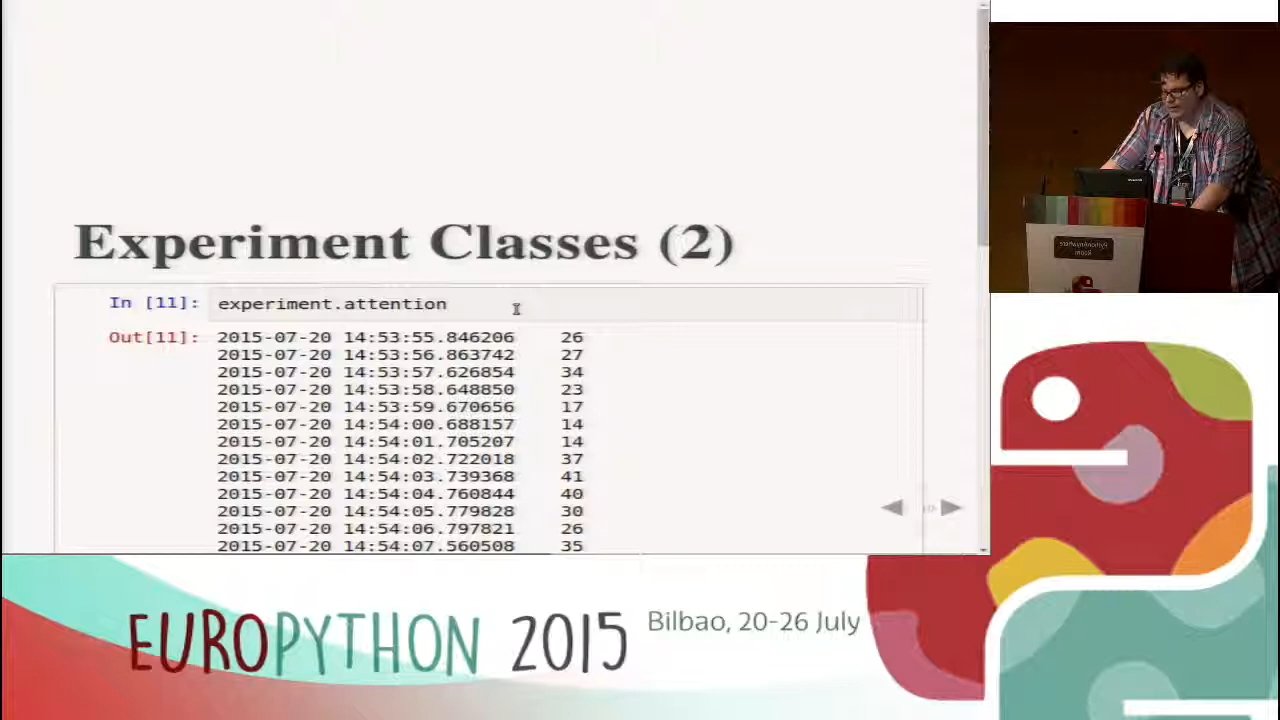 Experiment Classes (2)
In [11]: experiment.attention
Out[11]: 2015-07-20 14:53:55.846206 26
2015-07-20 14:53:56.863742 27
2015-07-20 14:53:57.626854 34
2015-07-20 14:53:58.648850 23
2015-07-20 14:53:59.670656 17
2015-07-20 14:54:00.688157 14
2015-07-20 14:54:01.705207 14
2015-07-20 14:54:02.722018 37
2015-07-20 14:54:03.739368 41
2015-07-20 14:54:04.760844 40
2015-07-20 14:54:05.779828 30
2015-07-20 14:54:06.797821 26
2015-07-20 14:54:07.560508 35
EUROPYTHON 2015
Bilbao, 20-26 July